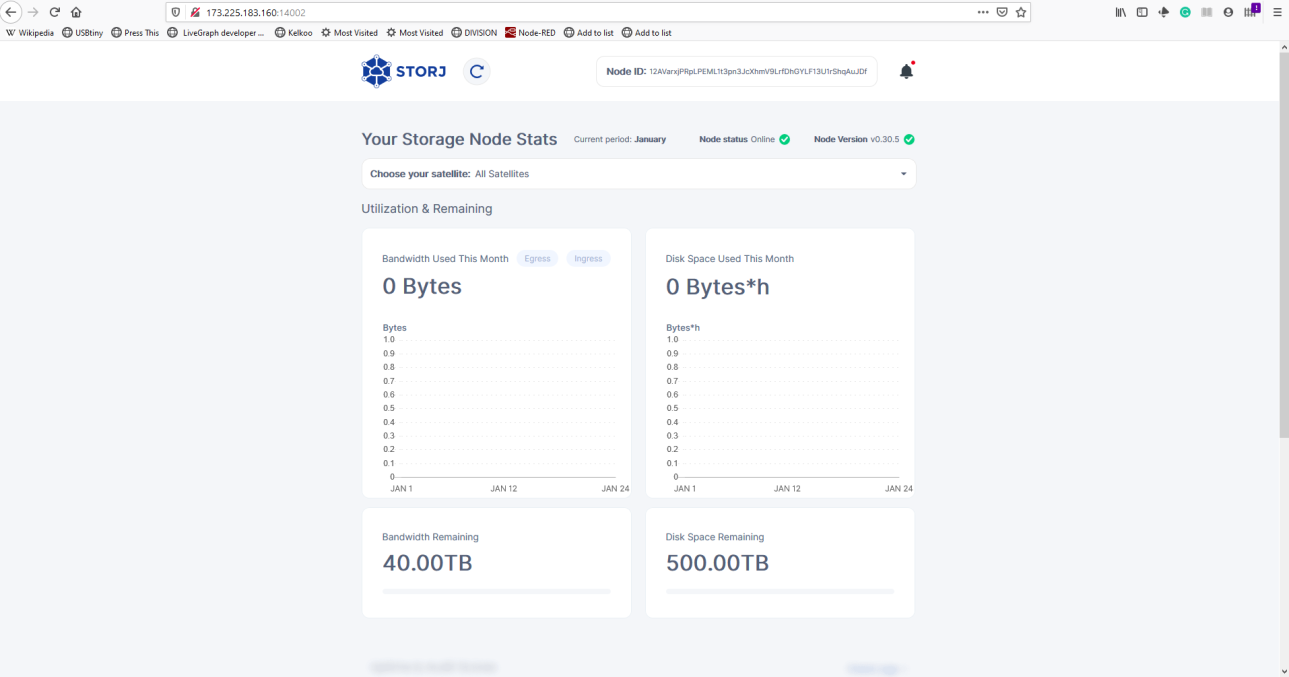 173.225.183.160:14002
Wikipedia USBtiny Press This LiveGraph developer ... Kelkoo Most Visited Most Visited DIVISION Node-RED Add to list Add to list
STORJ
Node ID: 12AVarxjPRpLPEML1t3pn3JcXhmV9LrfDhGYLF13U1rShqAuJDf
Your Storage Node Stats Current period: January Node status Online Node Version v0.30.5
Choose your satellite: All Satellites
Utilization & Remaining
Bandwidth Used This Month Egress Ingress
0 Bytes
Bytes
1.0
0.9
0.8
0.7
0.6
0.5
0.4
0.3
0.2
0.1
0
JAN 1 JAN 12 JAN 24
Disk Space Used This Month
0 Bytes*h
Bytes*h
1.0
0.9
0.8
0.7
0.6
0.5
0.4
0.3
0.2
0.1
0
JAN 1 JAN 12 JAN 24
Bandwidth Remaining
40.00TB
Disk Space Remaining
500.00TB